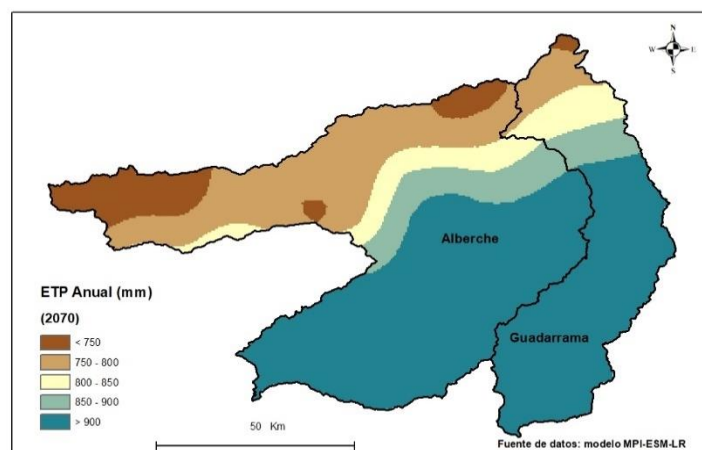 N
W E
S
Alberche
Guadarrama
ETP Anual (mm)
(2070)
< 750
750 - 800
800 - 850
850 - 900
> 900
50 Km
Fuente de datos: modelo MPI-ESM-LR